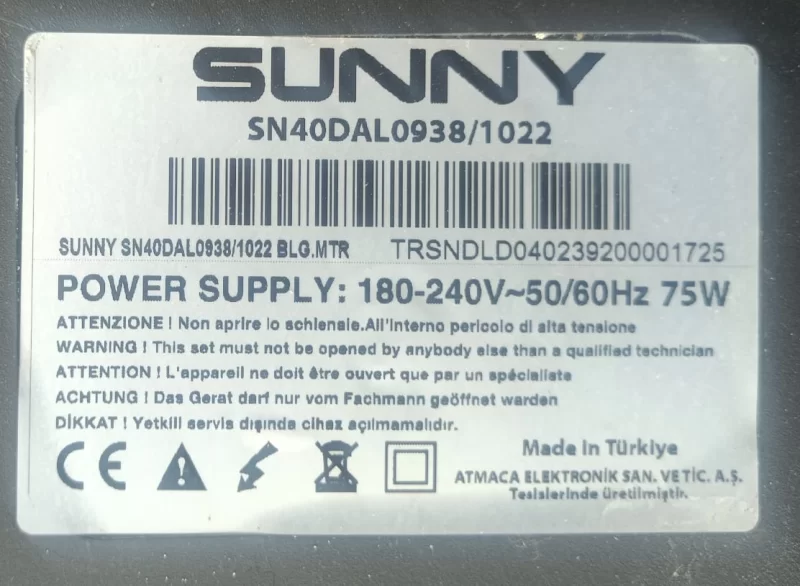 SUNNY
SN40DAL0938/1022
SUNNY SN40DAL0938/1022 BLG.MTR TRSNDLD040239200001725
POWER SUPPLY: 180-240V~50/60Hz 75W
ATTENZIONE ! Non aprire lo schienale.All'interno pericolo di alta tensione
WARNING ! This set must not be opened by anybody else than a qualified technician
ATTENTION ! L'appareil ne doit être ouvert que par un spécialiste
ACHTUNG ! Das Gerat darf nur vom Fachmann geöffnet warden
DİKKAT ! Yetkili servis dışında cihaz açılmamalıdır.
CE
Made in Türkiye
ATMACA ELEKTRONİK SAN. VE TİC. A.Ş.
Tesislerinde üretilmiştir.